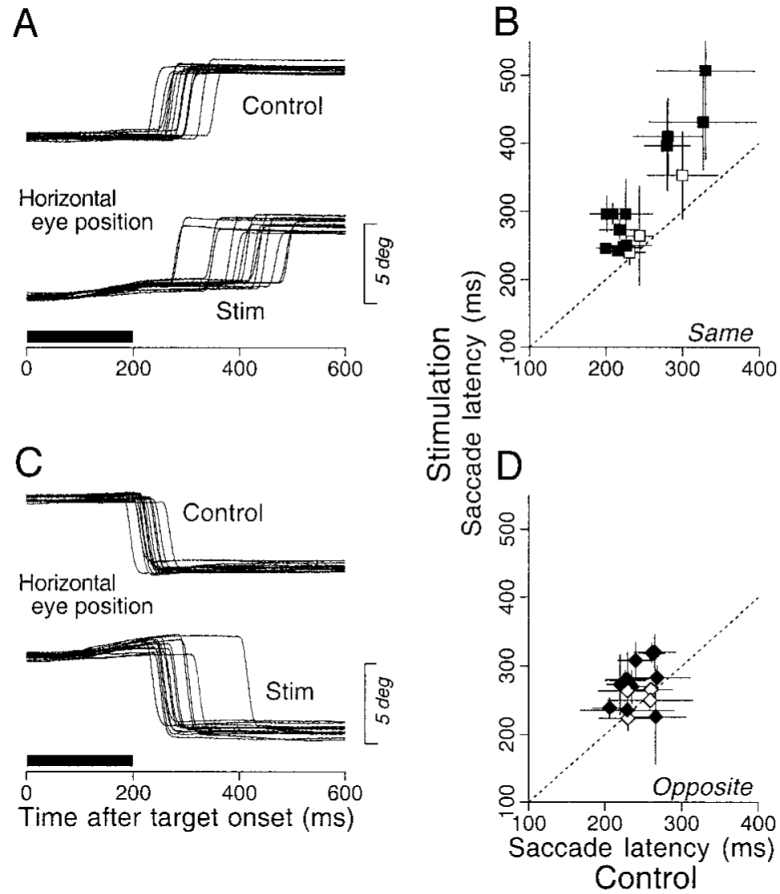 A
Control
Horizontal
eye position
Stim
5 deg
0 200 400 600
B
500
400
300
200
100
Same
100 200 300 400
Stimulation
Saccade latency (ms)
C
Control
Horizontal
eye position
Stim
5 deg
0 200 400 600
Time after target onset (ms)
D
500
400
300
200
100
Opposite
100 200 300 400
Saccade latency (ms)
Control